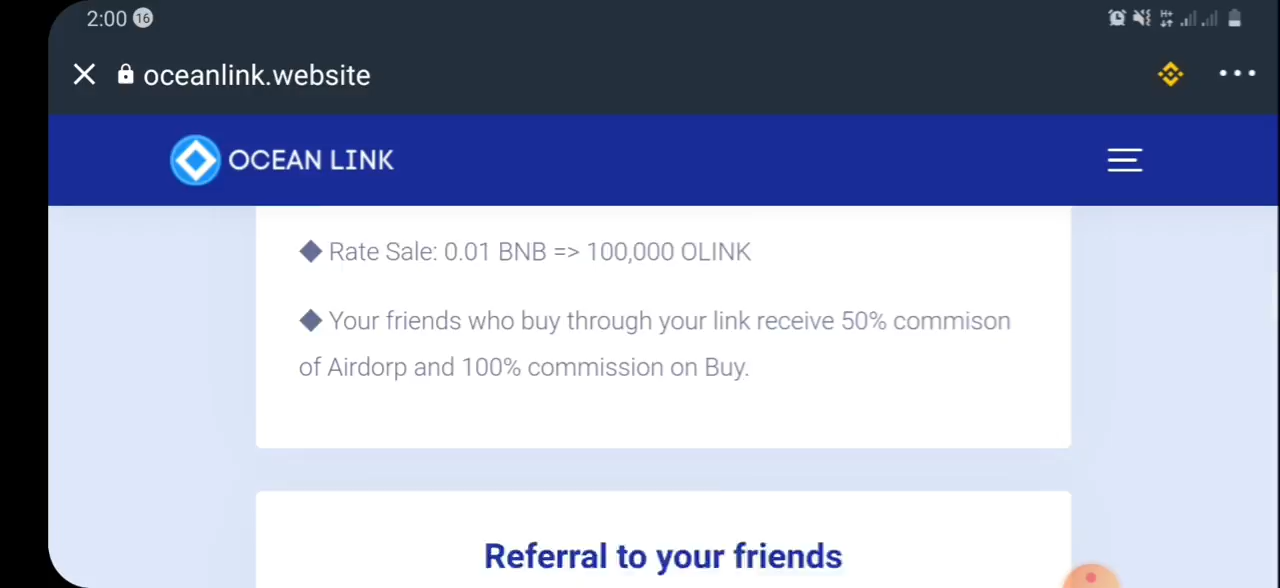 2:00 16
oceanlink.website
OCEAN LINK
Rate Sale: 0.01 BNB => 100,000 OLINK
Your friends who buy through your link receive 50% commison
of Airdorp and 100% commission on Buy.
Referral to your friends